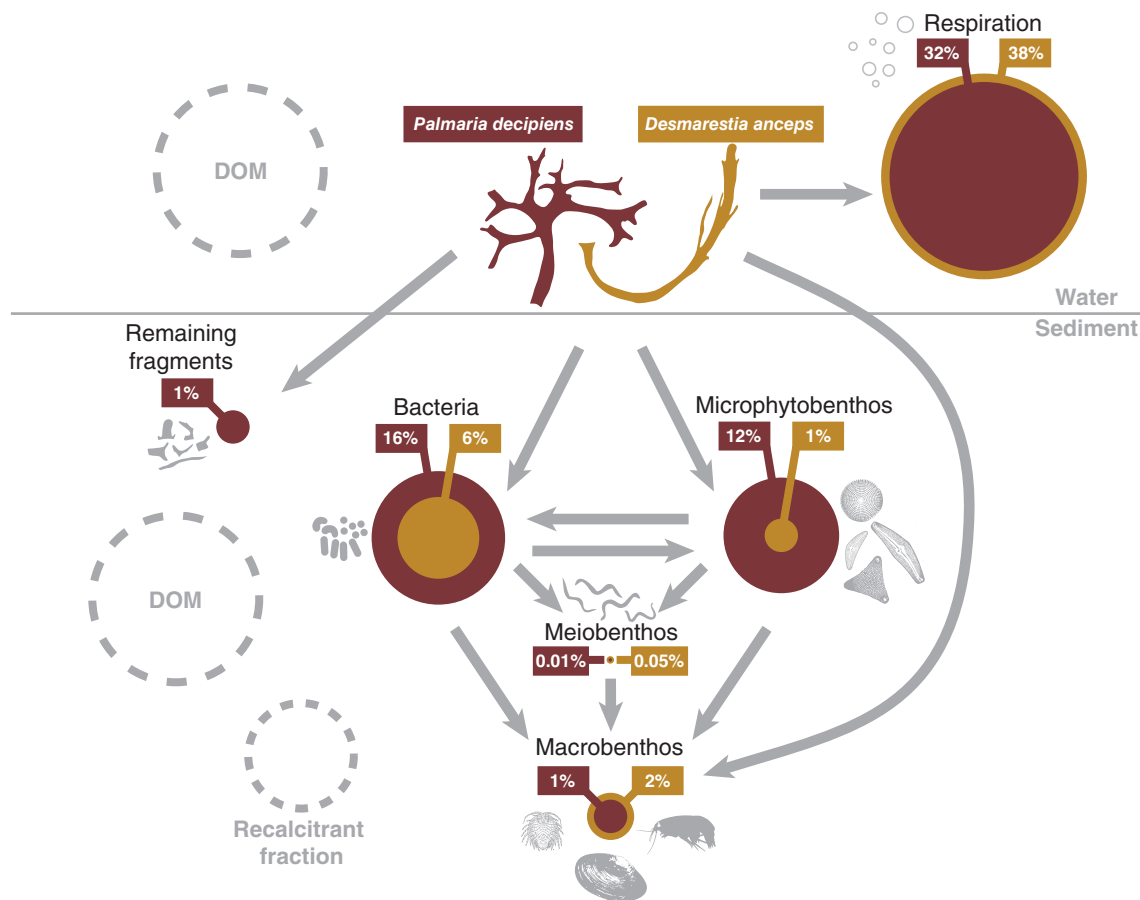 Respiration
32%
38%
Palmaria decipiens
Desmarestia anceps
DOM
Water
Sediment
Remaining
fragments
1%
Bacteria
16%
6%
Microphytobenthos
12%
1%
DOM
Meiobenthos
0.01%
0.05%
Macrobenthos
1%
2%
Recalcitrant
fraction